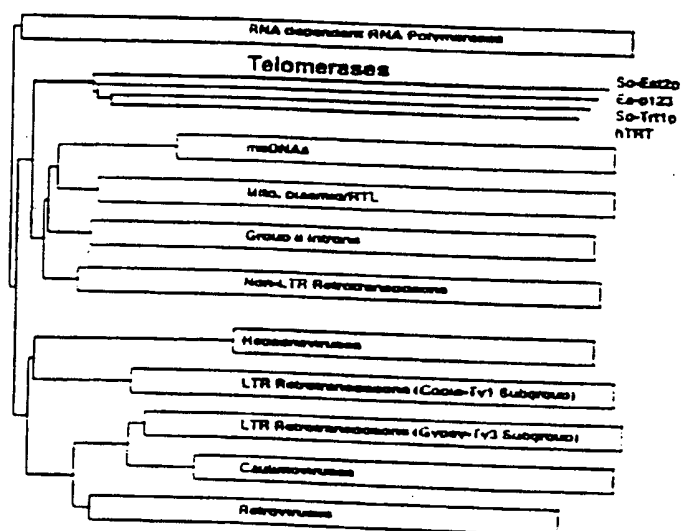 RNA dependent RNA Polymerases
Telomerases
Sc-Est2p
Ea-p123
Sp-Trt1p
hTRT
msDNAs
Mito. plasmid/RTL
Group II Introns
Non-LTR Retrotransposons
Hepadnaviruses
LTR Retrotransposons (Copia-Ty1 Subgroup)
LTR Retrotransposons (Gypsy-Ty3 Subgroup)
Caulimoviruses
Retroviruses